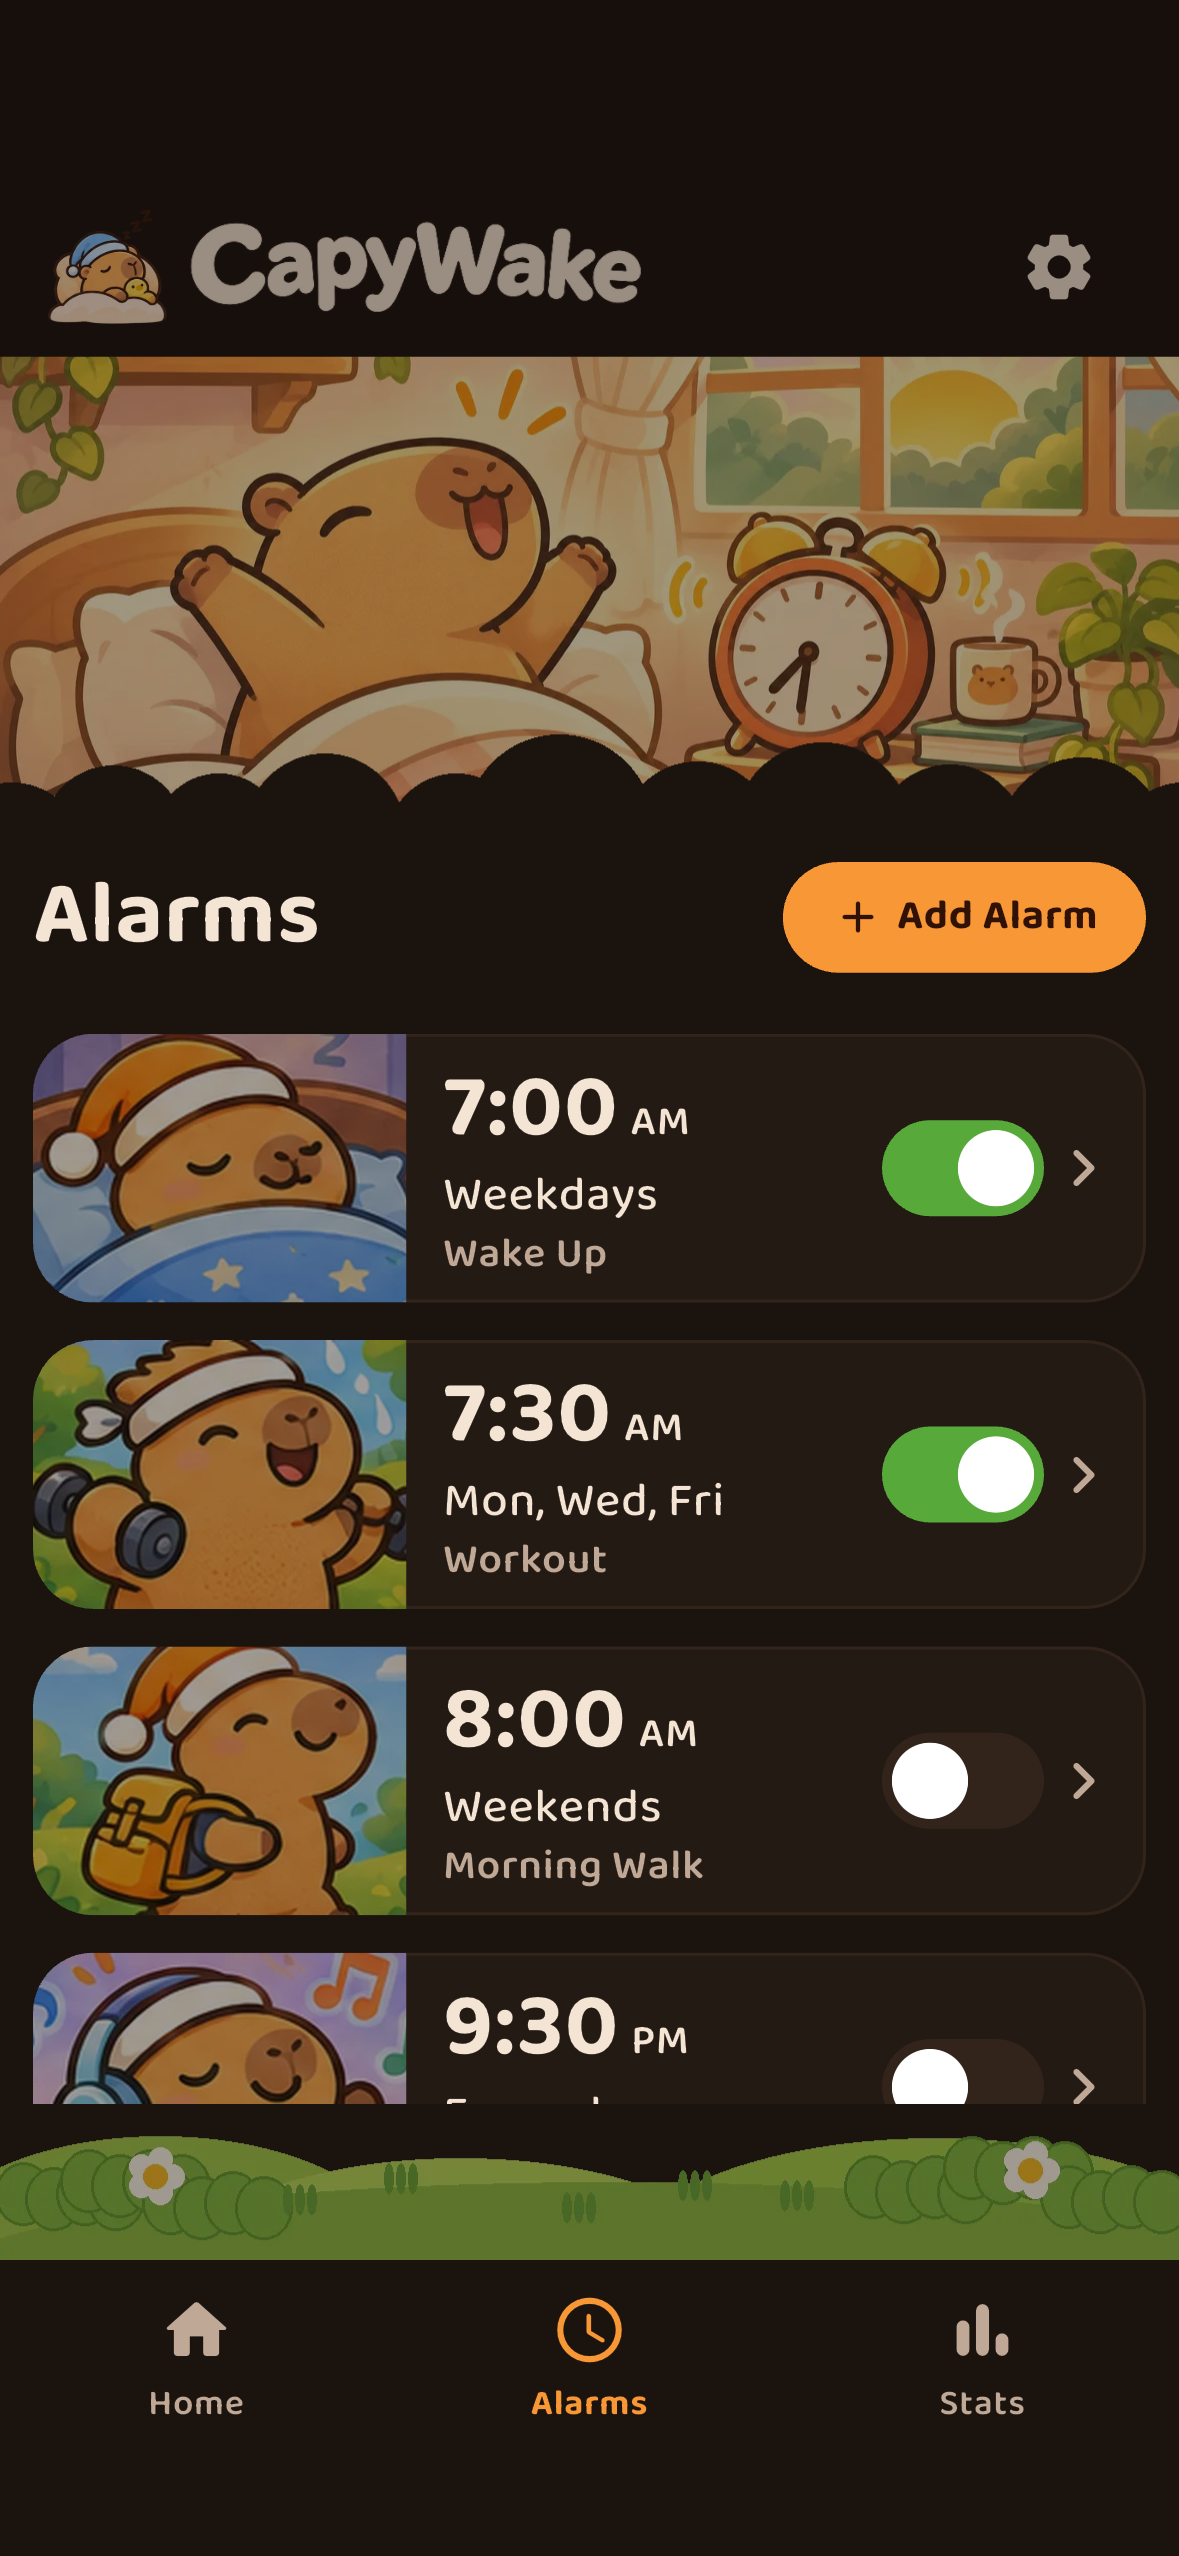 CapyWake
Alarms
+ Add Alarm
2
7:00 AM
Weekdays
Wake Up
7:30 AM
Mon, Wed, Fri
Workout
8:00 AM
Weekends
Morning Walk
9:30 PM
Home
Alarms
Stats